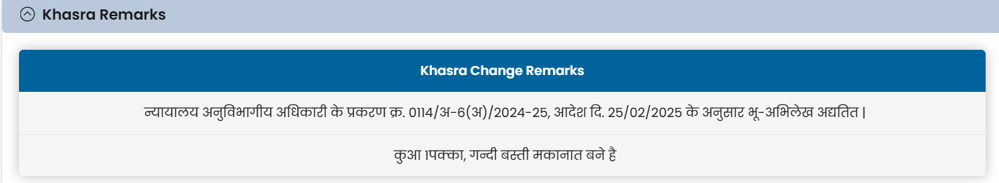 Khasra Remarks
Khasra Change Remarks
न्यायालय अनुविभागीय अधिकारी के प्रकरण क्र. 0114/अ-6(अ)/2024-25, आदेश दि. 25/02/2025 के अनुसार भू-अभिलेख अद्यतित |
कुआ 1पक्का, गन्दी बस्ती मकानात बने है